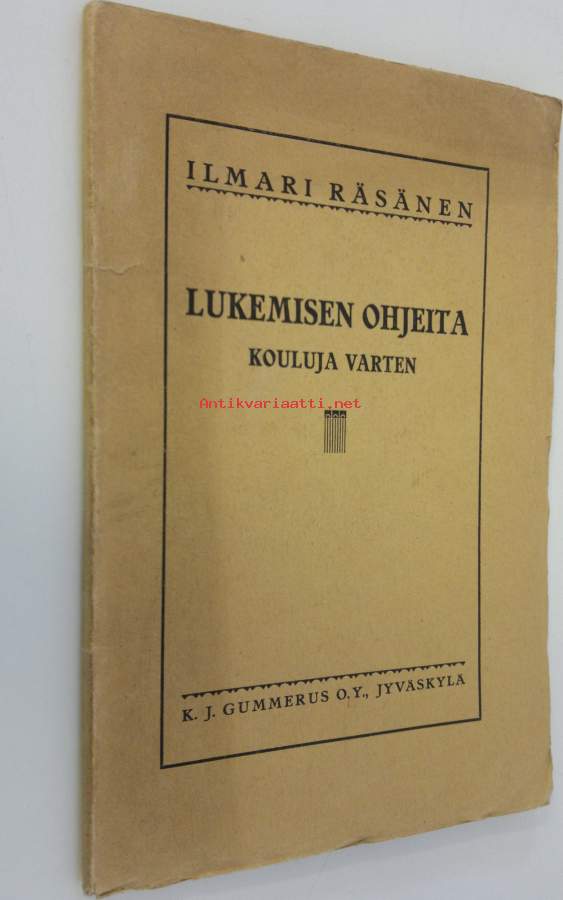 ILMARI RÄSÄNEN
LUKEMISEN OHJEITA
KOULUJA VARTEN
Antikvariaatti.net
K. J. GUMMERUS O.Y., JYVÄSKYLÄ